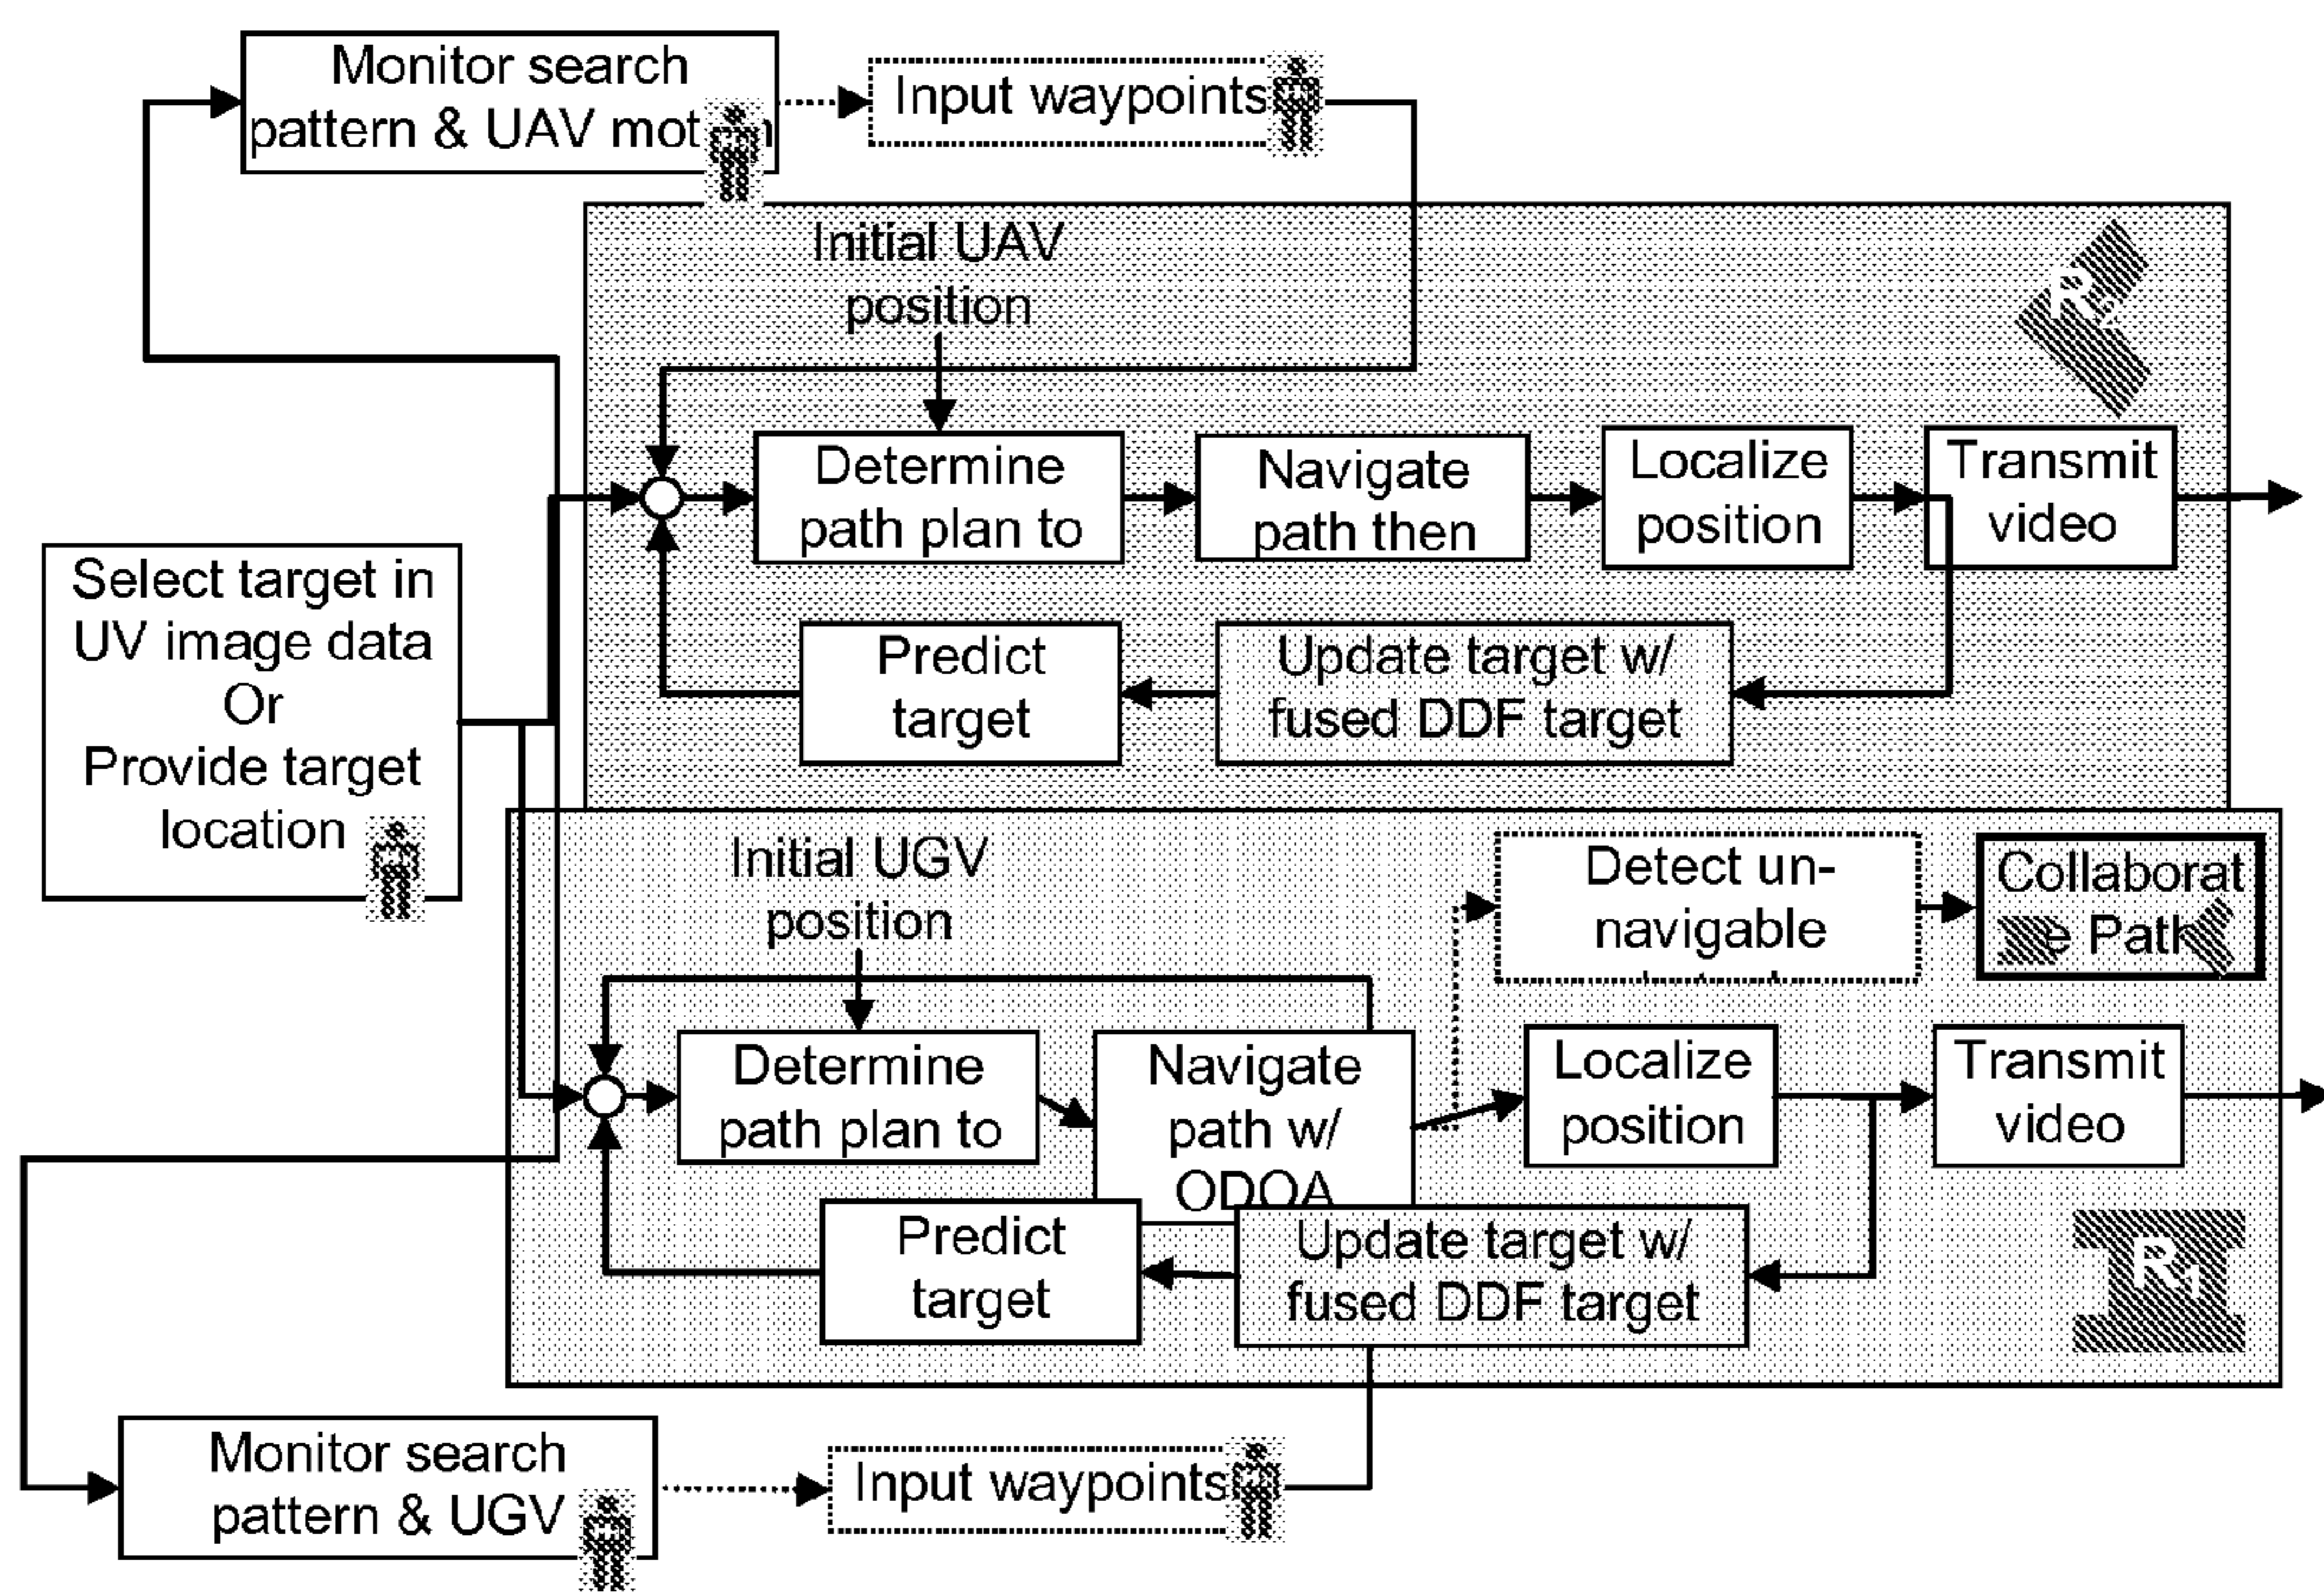 Monitor search
pattern & UAV mot n
Input waypoints
Initial UAV
position
R2
Determine
path plan to
Navigate
path then
Localize
position
Transmit
video
Select target in
UV image data
Or
Provide target
location
Predict
target
Update target w/
fused DDF target
Initial UGV
position
Detect un-
navigable
Collaborat
e Path
Determine
path plan to
Navigate
path w/
ODOA
Localize
position
Transmit
video
Predict
target
Update target w/
fused DDF target
R1
Monitor search
pattern & UGV
Input waypoints